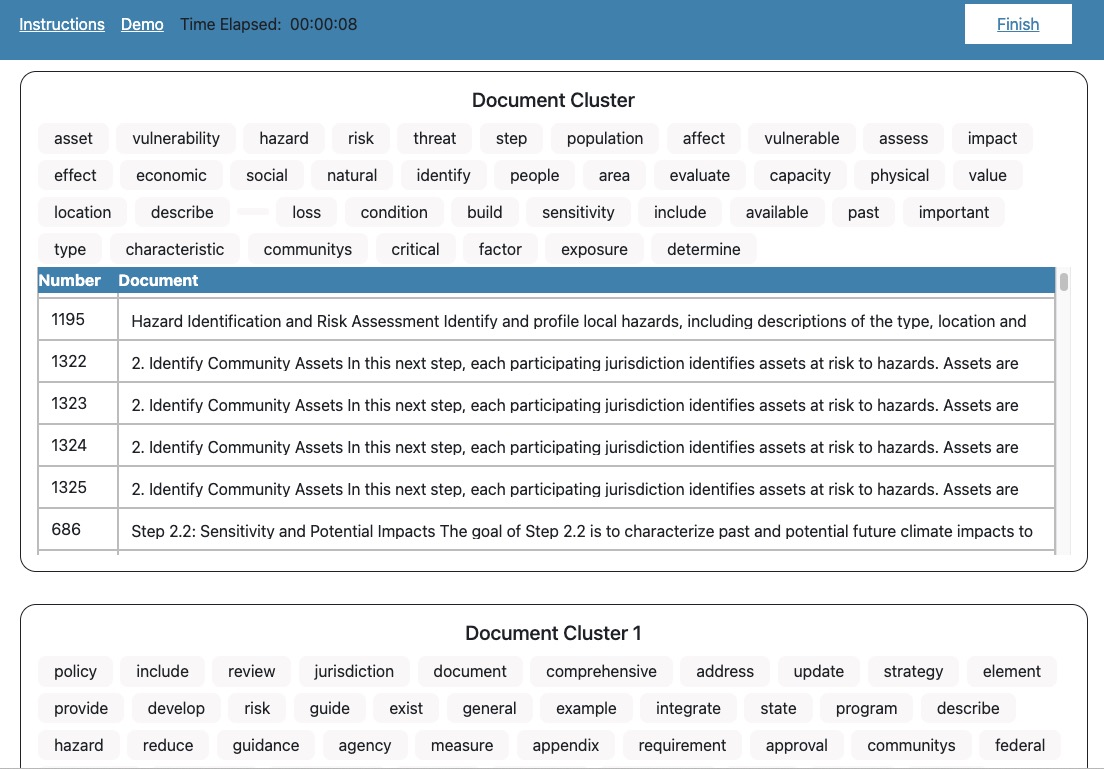 Instructions Demo Time Elapsed: 00:00:08 Finish
Document Cluster
asset vulnerability hazard risk threat step population affect vulnerable assess impact
effect economic social natural identify people area evaluate capacity physical value
location describe loss condition build sensitivity include available past important
type characteristic communitys critical factor exposure determine
Number Document
1195 Hazard Identification and Risk Assessment Identify and profile local hazards, including descriptions of the type, location and
1322 2. Identify Community Assets In this next step, each participating jurisdiction identifies assets at risk to hazards. Assets are
1323 2. Identify Community Assets In this next step, each participating jurisdiction identifies assets at risk to hazards. Assets are
1324 2. Identify Community Assets In this next step, each participating jurisdiction identifies assets at risk to hazards. Assets are
1325 2. Identify Community Assets In this next step, each participating jurisdiction identifies assets at risk to hazards. Assets are
686 Step 2.2: Sensitivity and Potential Impacts The goal of Step 2.2 is to characterize past and potential future climate impacts to
Document Cluster 1
policy include review jurisdiction document comprehensive address update strategy element
provide develop risk guide exist general example integrate state program describe
hazard reduce guidance agency measure appendix requirement approval communitys federal